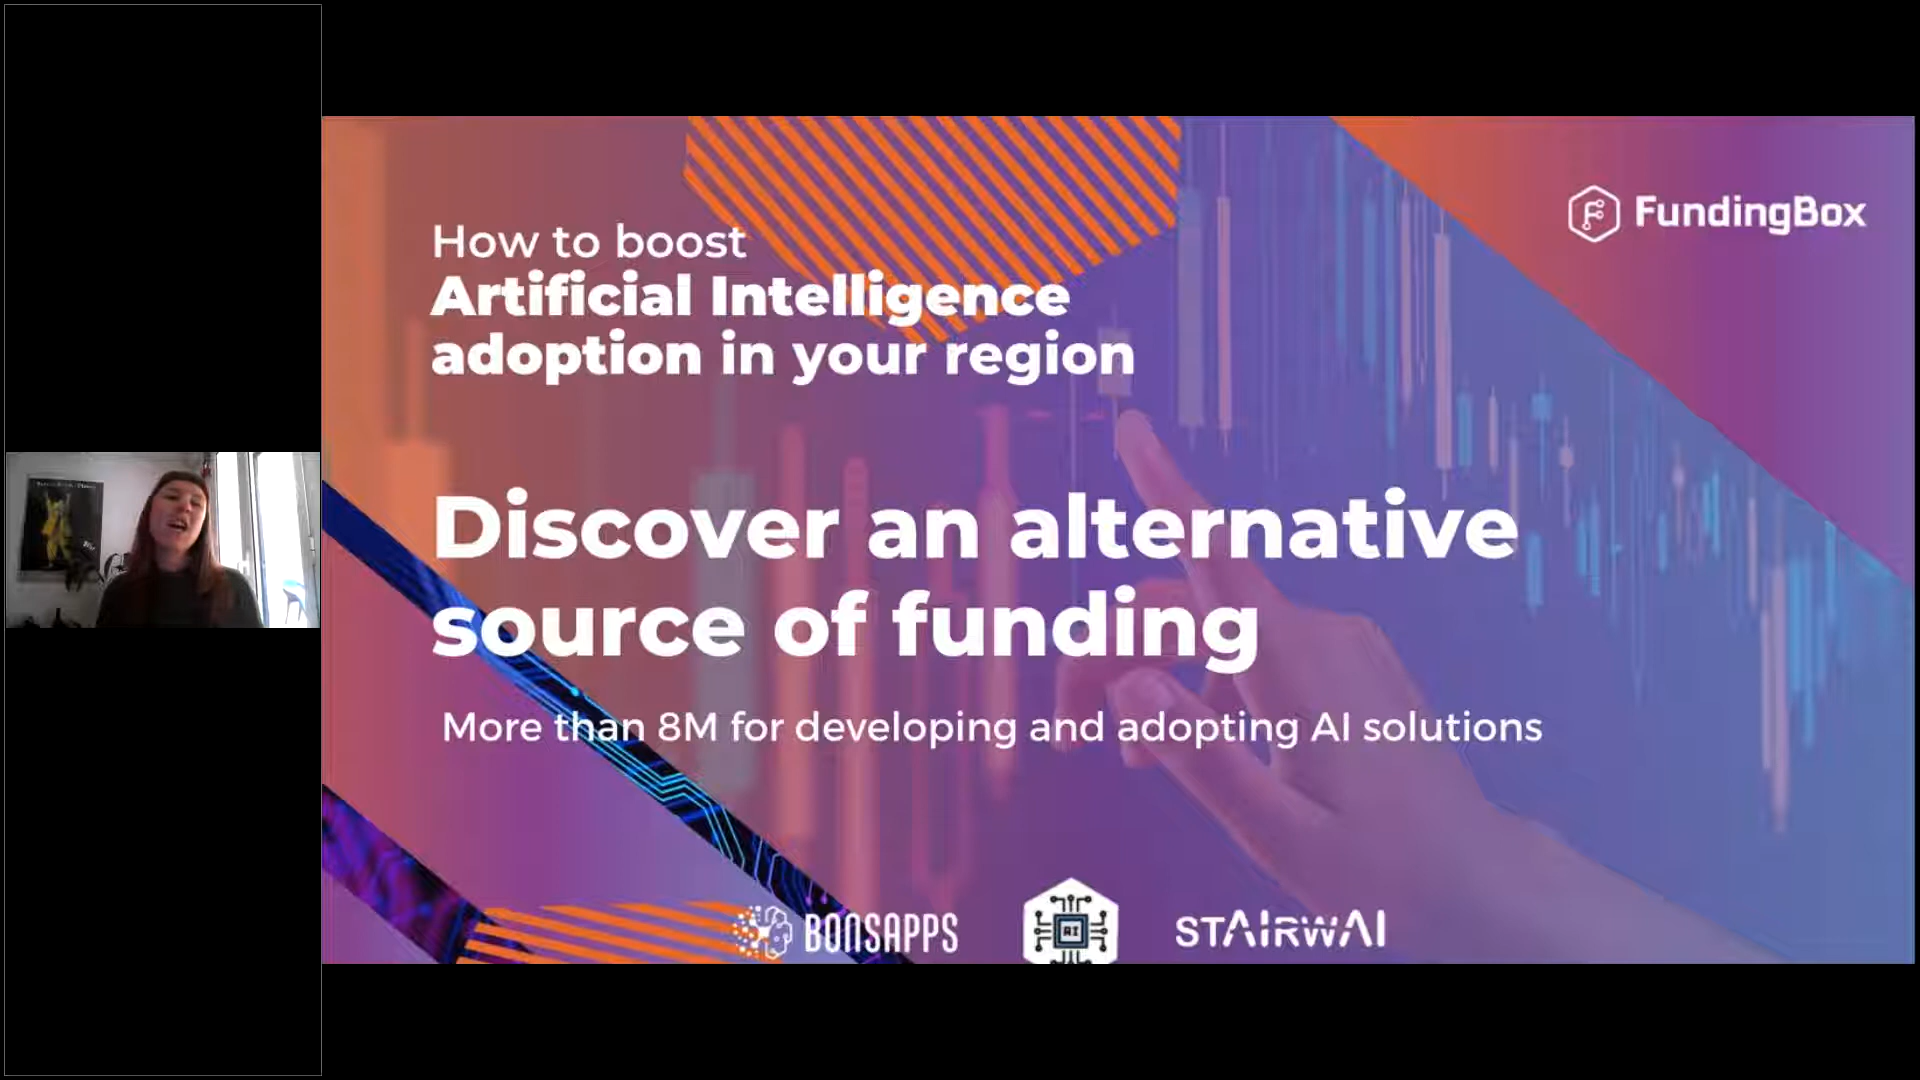 How to boost
Artificial Intelligence
adoption in your region
FundingBox
Discover an alternative
source of funding
More than 8M for developing and adopting AI solutions
BONSAPPS
AI
STAIRWAI